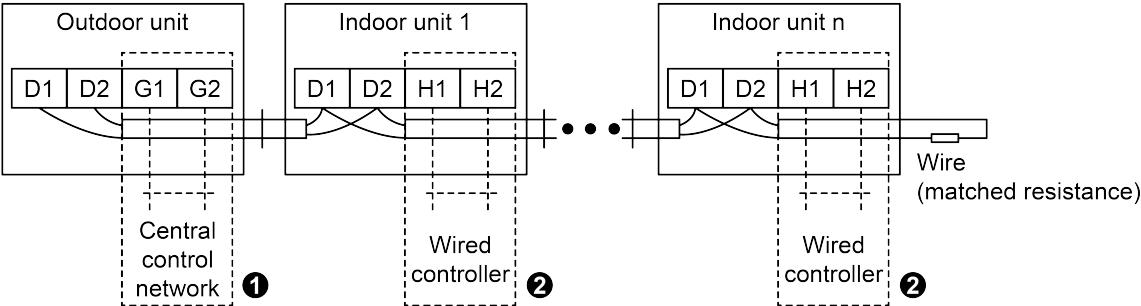 Outdoor unit
Indoor unit 1
Indoor unit n
D1 D2 G1 G2
D1 D2 H1 H2
D1 D2 H1 H2
Wire
(matched resistance)
Central
control
network
1
Wired
controller
2
Wired
controller
2